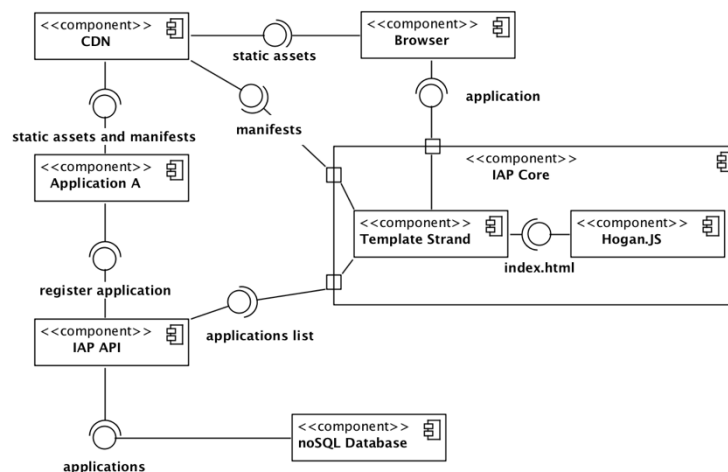 <<component>>
CDN
<<component>>
Browser
static assets
application
manifests
static assets and manifests
<<component>>
IAP Core
<<component>>
Application A
<<component>>
Template Strand
<<component>>
Hogan.JS
index.html
register application
applications list
<<component>>
IAP API
<<component>>
noSQL Database
applications